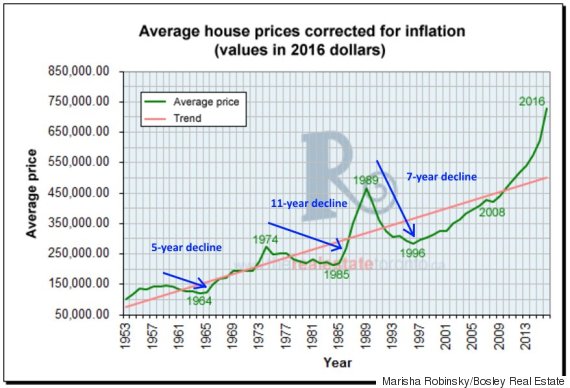 Average house prices corrected for inflation
(values in 2016 dollars)
850,000.00
750,000.00
650,000.00
550,000.00
450,000.00
350,000.00
250,000.00
150,000.00
50,000.00
Average price
Average price
Trend
2016
1989
7-year decline
11-year decline
1974
5-year decline
2008
1996
1985
1964
R
realestate
1953
1957
1961
1965
1969
1973
1977
1981
1985
1989
1993
1997
2001
2005
2009
2013
Year
Marisha Robinsky/Bosley Real Estate